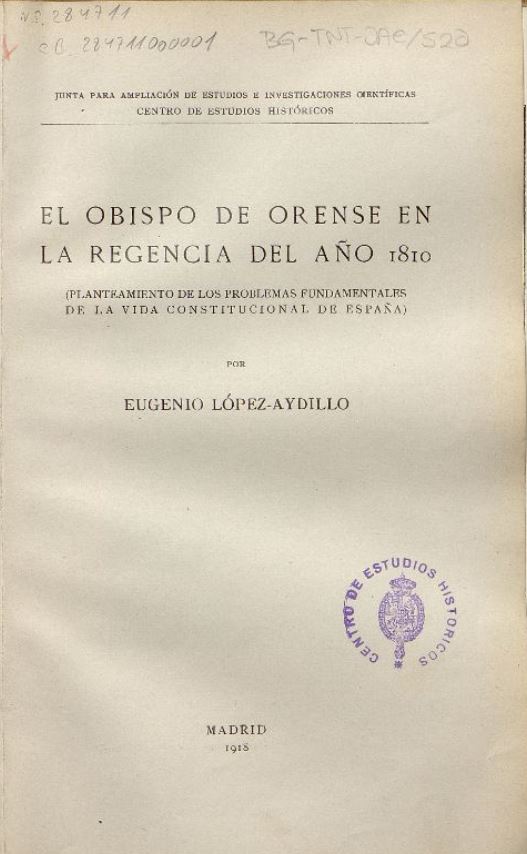 N.S. 284711
C.B. 284711000001
BG-TNT-JAE/520
JUNTA PARA AMPLIACIÓN DE ESTUDIOS E INVESTIGACIONES CIENTÍFICAS
CENTRO DE ESTUDIOS HISTÓRICOS
EL OBISPO DE ORENSE EN
LA REGENCIA DEL AÑO 1810
(PLANTEAMIENTO DE LOS PROBLEMAS FUNDAMENTALES
DE LA VIDA CONSTITUCIONAL DE ESPAÑA)
POR
EUGENIO LÓPEZ-AYDILLO
CENTRO DE ESTUDIOS HISTORICOS
MADRID
1918